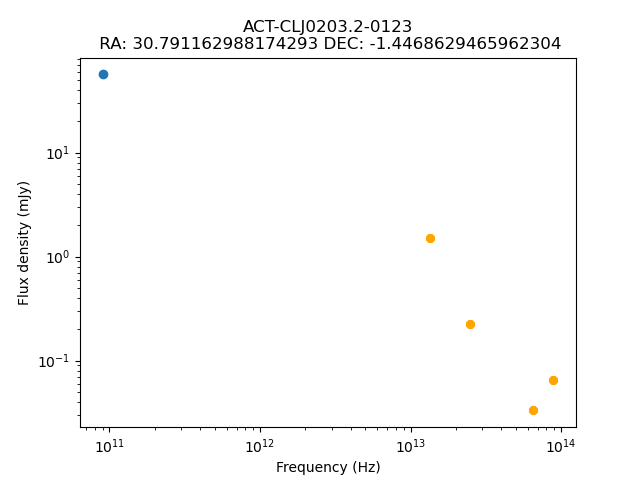 ACT-CLJ0203.2-0123
RA: 30.791162988174293 DEC: -1.4468629465962304
Flux density (mJy)
10¹
10⁰
10⁻¹
10¹¹
10¹²
10¹³
10¹⁴
Frequency (Hz)